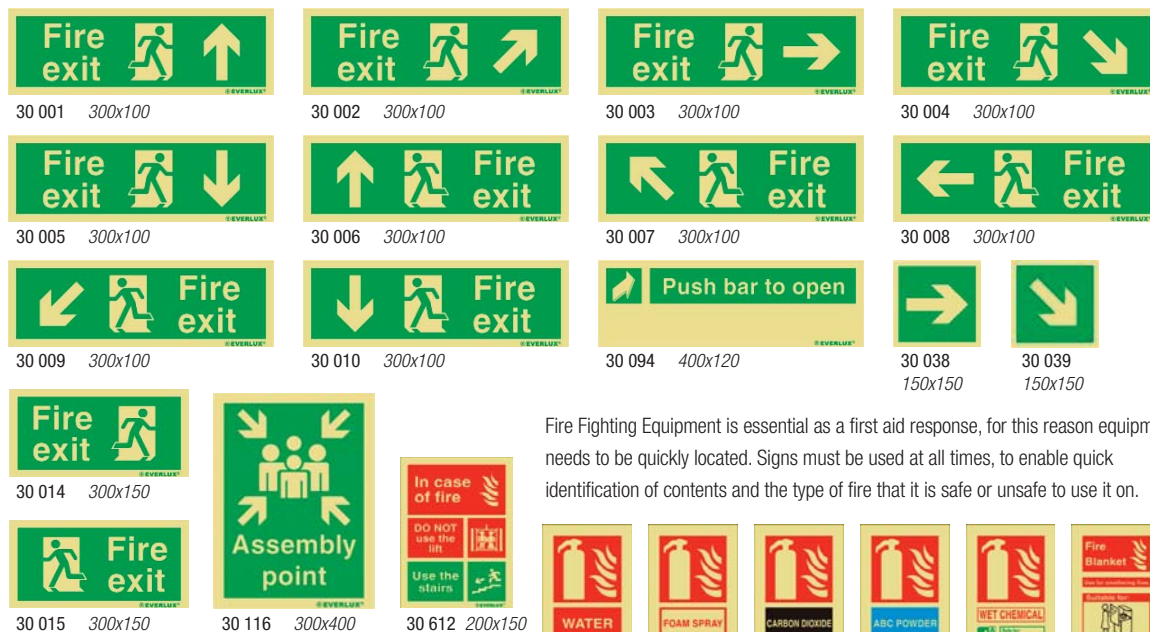 Fire
exit
®EVERLUX®
30 001 300x100
Fire
exit
®EVERLUX®
30 002 300x100
Fire
exit
®EVERLUX®
30 003 300x100
Fire
exit
®EVERLUX®
30 004 300x100
Fire
exit
®EVERLUX®
30 005 300x100
Fire
exit
®EVERLUX®
30 006 300x100
Fire
exit
®EVERLUX®
30 007 300x100
Fire
exit
®EVERLUX®
30 008 300x100
Fire
exit
®EVERLUX®
30 009 300x100
Fire
exit
®EVERLUX®
30 010 300x100
Push bar to open
®EVERLUX®
30 094 400x120
30 038
150x150
30 039
150x150
Fire
exit
®EVERLUX®
30 014 300x150
Fire
exit
®EVERLUX®
30 015 300x150
Assembly
point
®EVERLUX®
30 116 300x400
In case
of fire
DO NOT
use the
lift
Use the
stairs
EVERLUX®
30 612 200x150
Fire Fighting Equipment is essential as a first aid response, for this reason equipm
needs to be quickly located. Signs must be used at all times, to enable quick
identification of contents and the type of fire that it is safe or unsafe to use it on.
WATER
FOAM SPRAY
CARBON DIOXIDE
ABC POWDER
WET CHEMICAL
Fire
Blanket
Use for smothering fires
Suitable for: